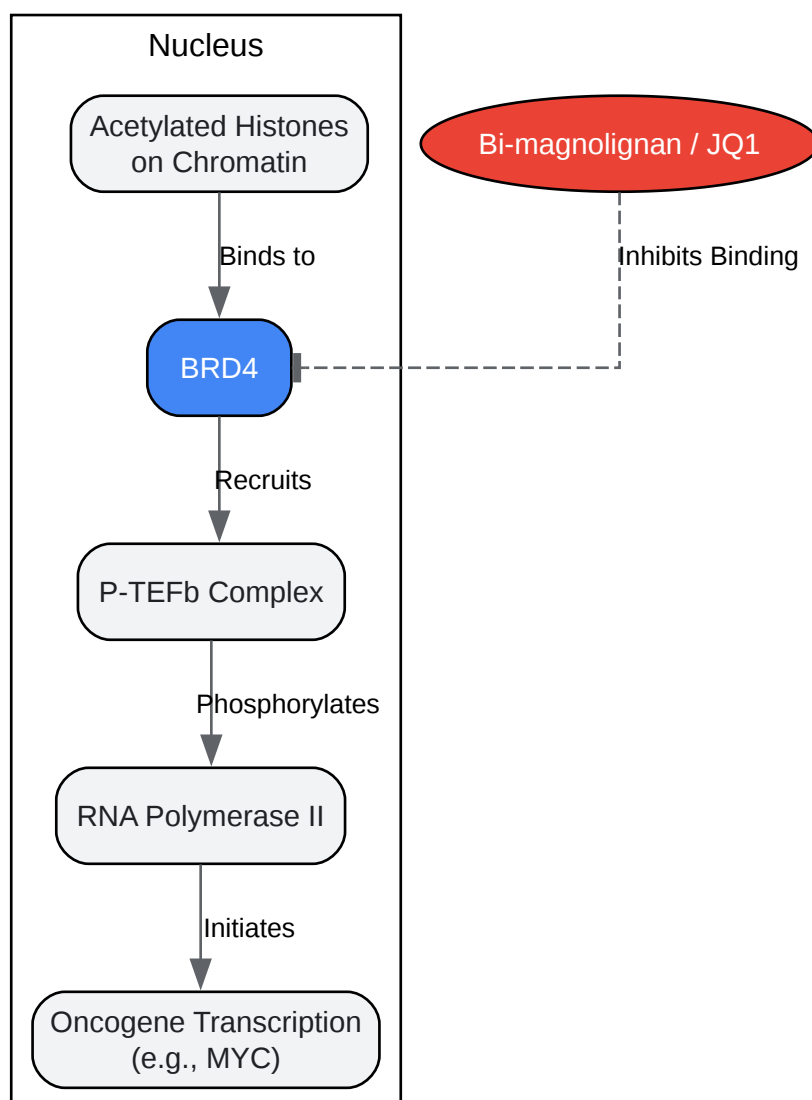 Nucleus
Acetylated Histones
on Chromatin
Bi-magnolignan / JQ1
Binds to
Inhibits Binding
BRD4
Recruits
P-TEFb Complex
Phosphorylates
RNA Polymerase II
Initiates
Oncogene Transcription
(e.g., MYC)